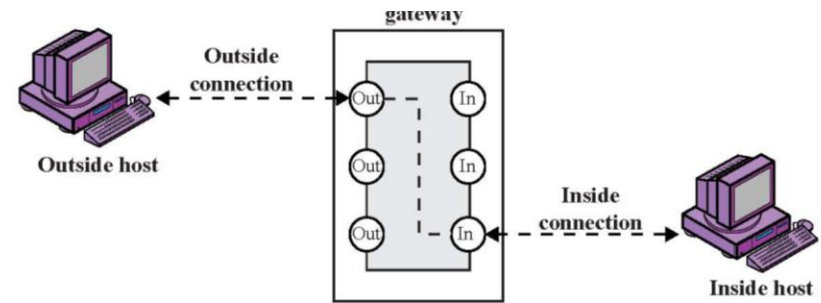 gateway
Outside
connection
Out
In
Outside host
Out
In
Inside
connection
Out
In
Inside host